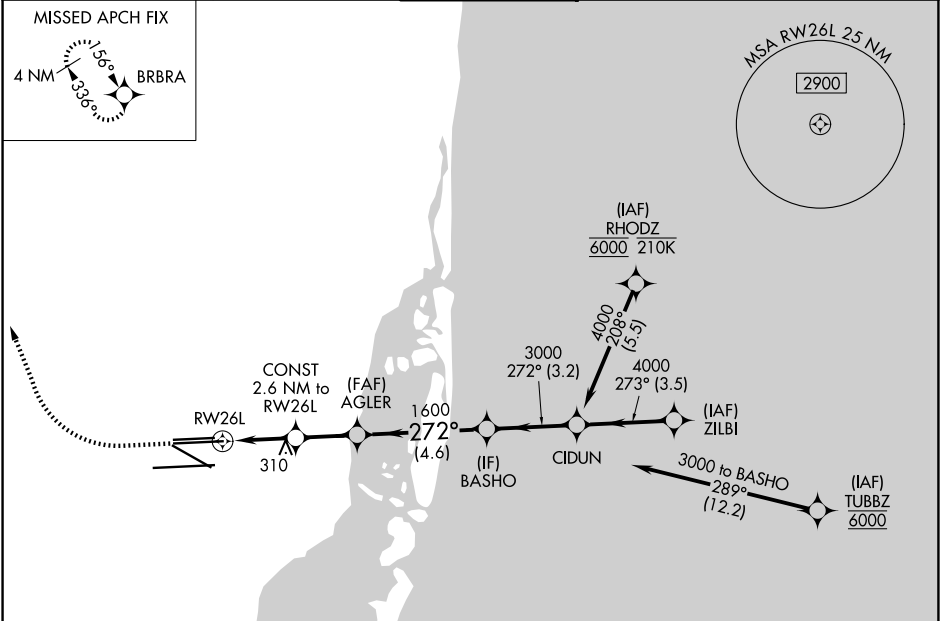 MISSED APCH FIX
4 NM
156°
336°
BRBRA
MSA RW26L 25 NM
2900
(IAF)
RHODZ
6000 210K
4000
208°
(5.5)
3000
272° (3.2)
4000
273° (3.5)
(IAF)
ZILBI
CONST
2.6 NM to
RW26L
(FAF)
AGLER
RW26L
1600
272°
(4.6)
310
(IF)
BASHO
CIDUN
3000 to BASHO
289°
(12.2)
(IAF)
TUBBZ
6000